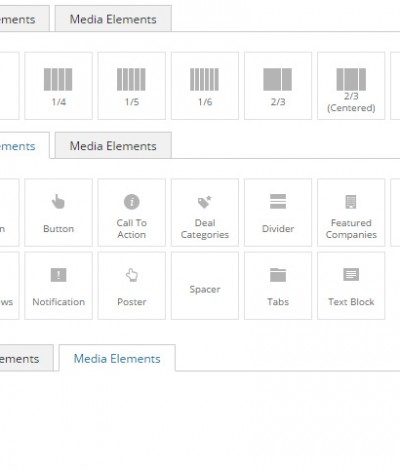 ements Media Elements
1/4 1/5 1/6 2/3 2/3
(Centered)
ements Media Elements
n Button Call To
Action Deal
Categories Divider Featured
Companies
ws Notification Poster Spacer Tabs Text Block
ements Media Elements